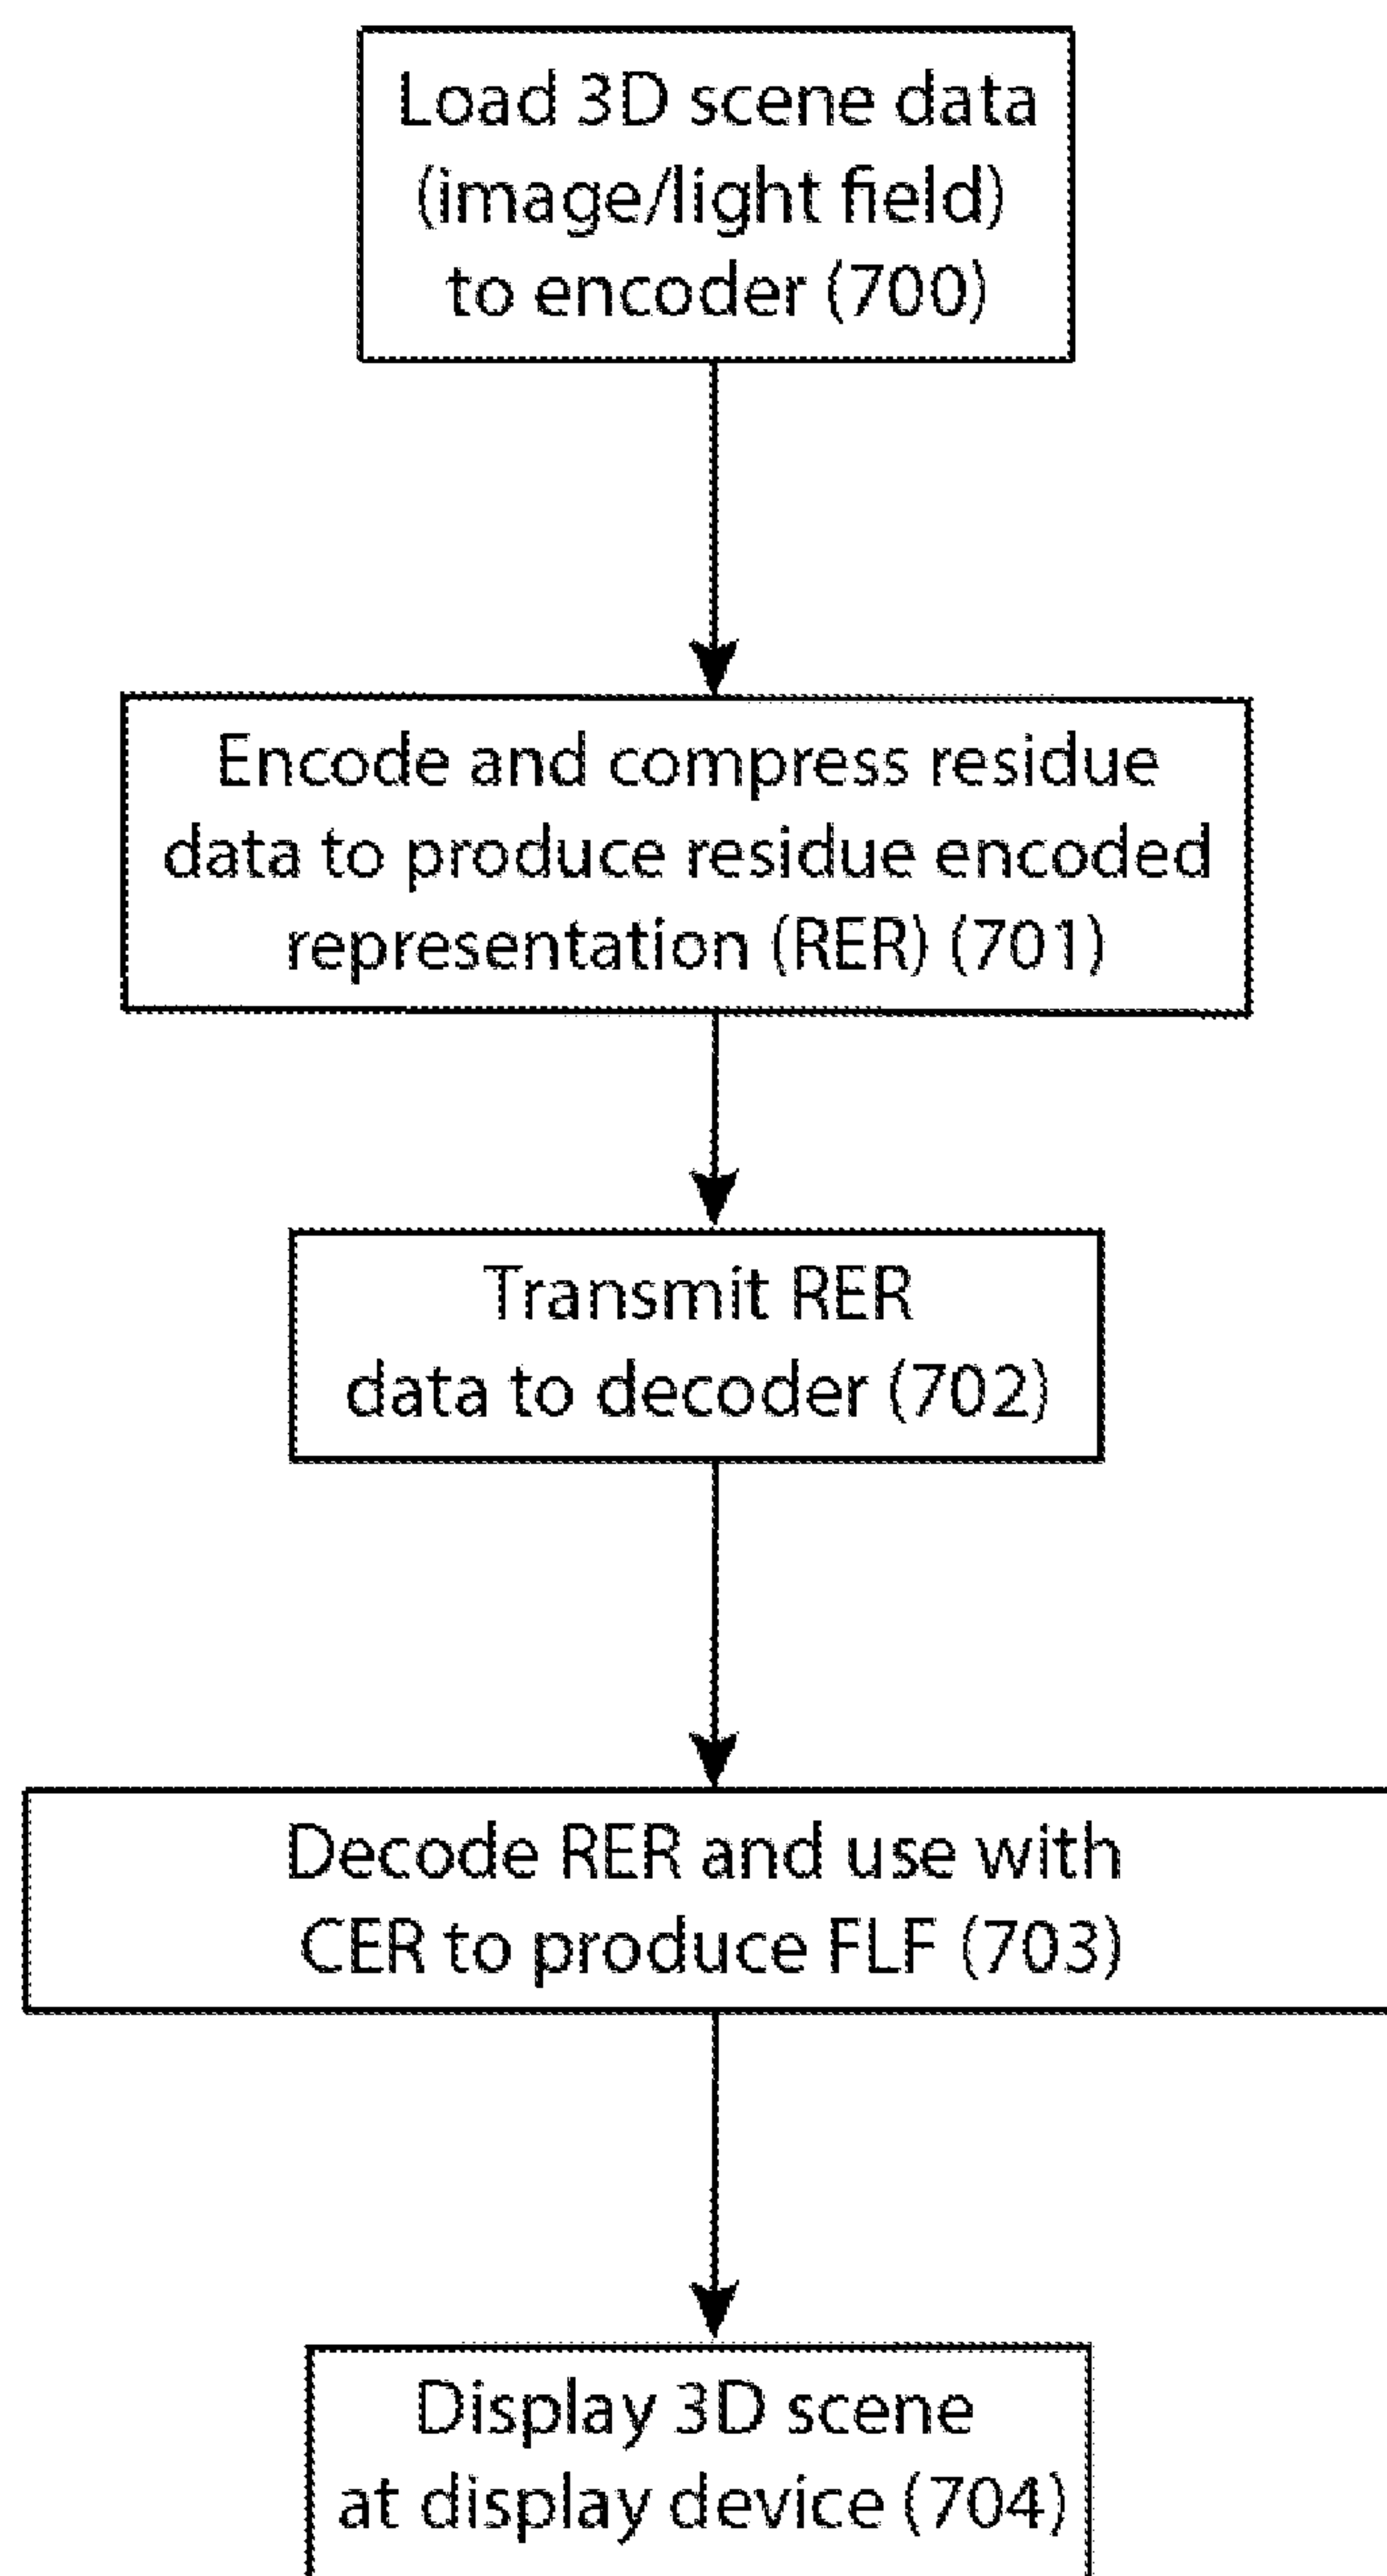 Load 3D scene data
(image/light field)
to encoder (700)
Encode and compress residue
data to produce residue encoded
representation (RER) (701)
Transmit RER
data to decoder (702)
Decode RER and use with
CER to produce FLF (703)
Display 3D scene
at display device (704)